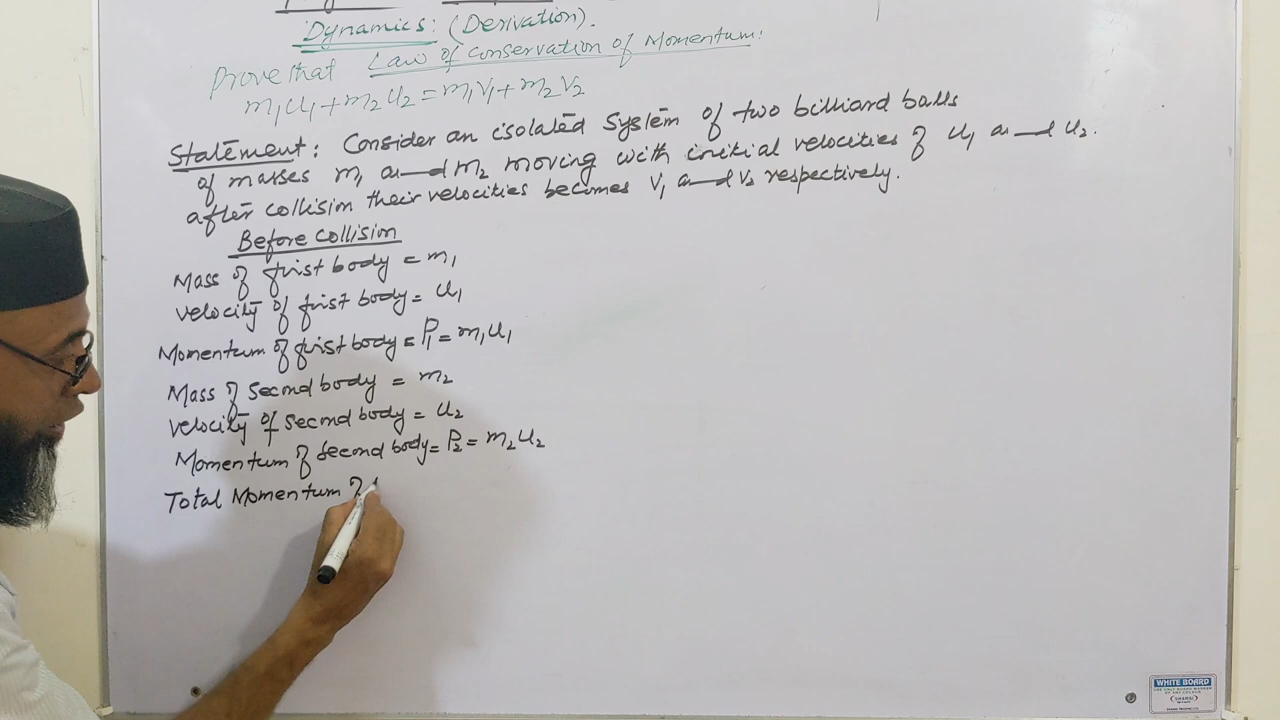 Dynamics: (Derivation).
Prove that Law of conservation of Momentum:
m₁u₁+m₂u₂=m₁v₁+m₂v₂
Statement: Consider an isolated system of two billiard balls
of masses m₁ and m₂ moving with initial velocities of u₁ and u₂.
after collision their velocities becomes v₁ and v₂ respectively.
Before Collision
Mass of first body = m₁
velocity of first body = u₁
Momentum of first body = P₁ = m₁u₁
Mass of second body = m₂
velocity of second body = u₂
Momentum of second body = P₂ = m₂u₂
Total Momentum of
WHITE BOARD